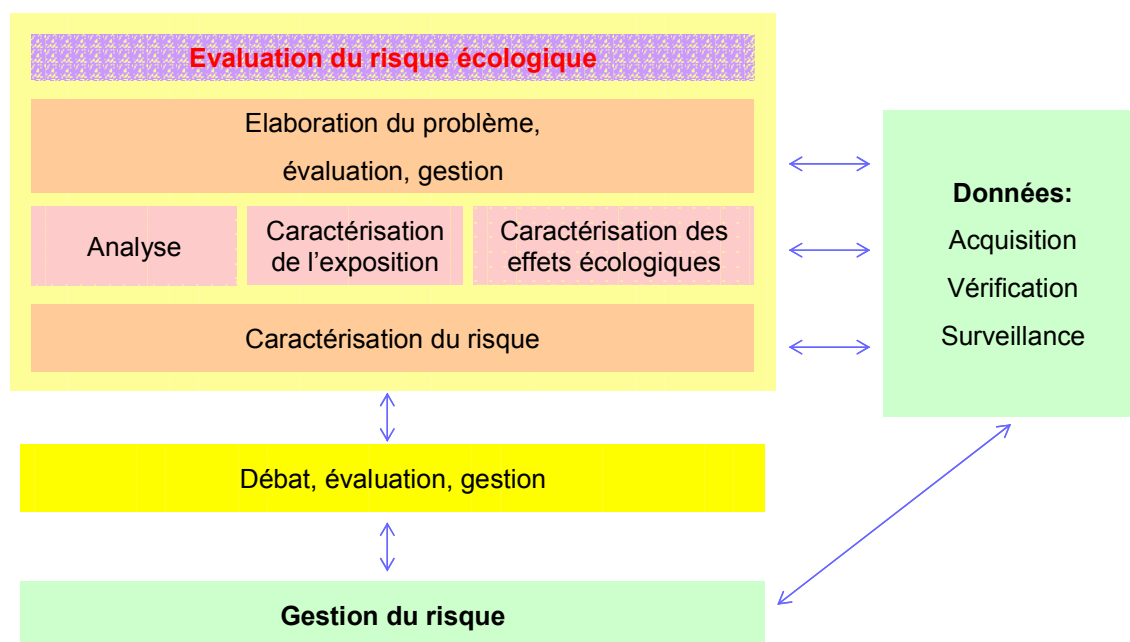 Evaluation du risque écologique
Elaboration du problème,
évaluation, gestion
Analyse
Caractérisation
de l'exposition
Caractérisation des
effets écologiques
Caractérisation du risque
Données:
Acquisition
Vérification
Surveillance
Débat, évaluation, gestion
Gestion du risque